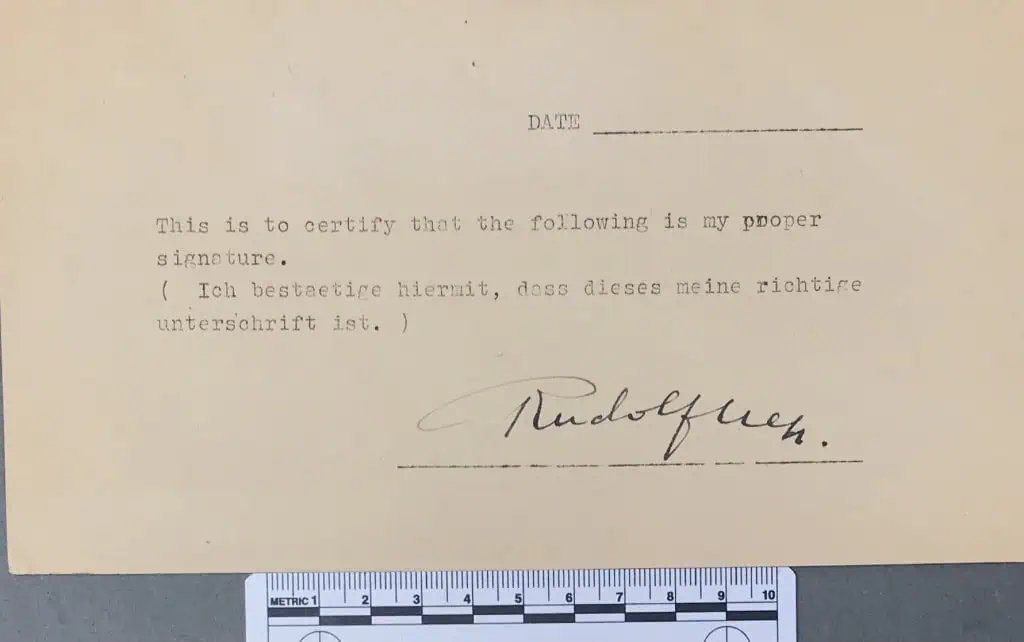 DATE
This is to certify that the following is my proper
signature.
( Ich bestaetige hiermit, dass dieses meine richtige
unterschrift ist. )
Rudolf Heß.
METRIC 1 2 3 4 5 6 7 8 9 10